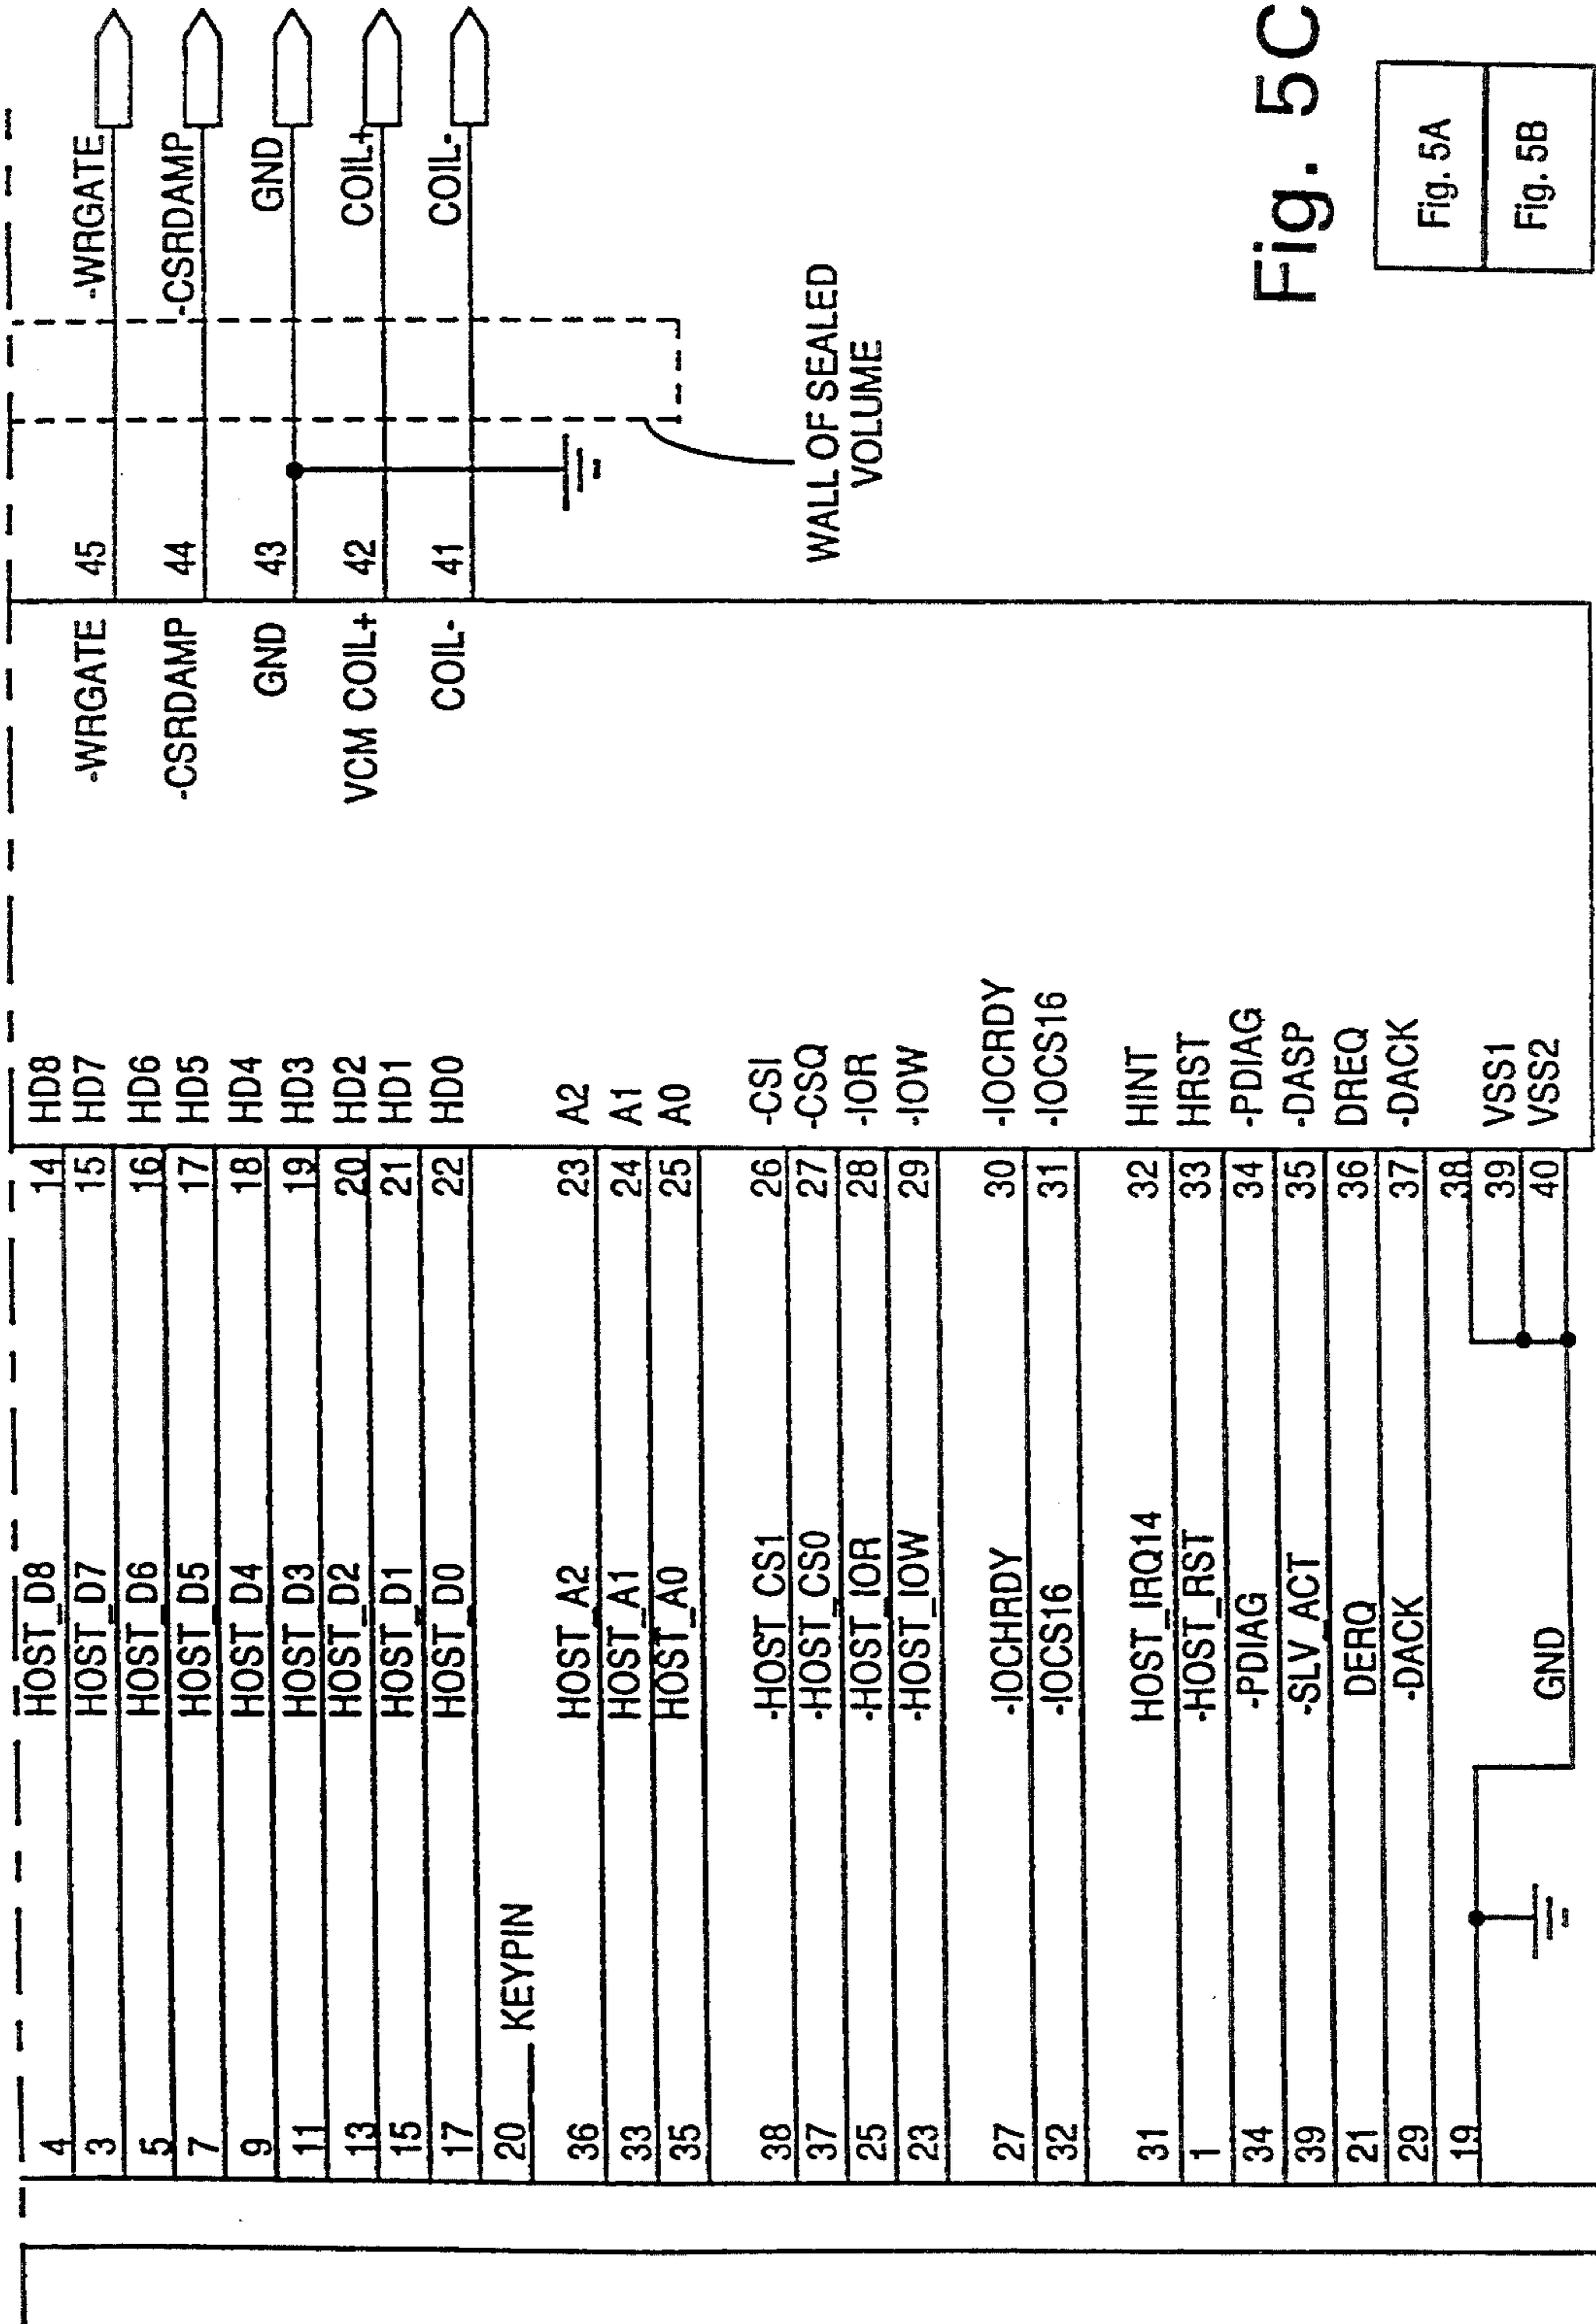 4 HOST_D8 14 HD8
3 HOST_D7 15 HD7
5 HOST_D6 16 HD6
7 HOST_D5 17 HD5
9 HOST_D4 18 HD4
11 HOST_D3 19 HD3
13 HOST_D2 20 HD2
15 HOST_D1 21 HD1
17 HOST_D0 22 HD0
20 KEYPIN
36 HOST_A2 23 A2
33 HOST_A1 24 A1
35 HOST_A0 25 A0
38 -HOST_CS1 26 -CSI
37 -HOST_CS0 27 -CSQ
25 -HOST_IOR 28 -IOR
23 -HOST_IOW 29 -IOW
27 -IOCHRDY 30 -IOCRDY
32 -IOCS16 31 -IOCS16
31 HOST_IRQ14 32 HINT
1 -HOST_RST 33 HRST
34 -PDIAG 34 -PDIAG
39 -SLV_ACT 35 -DASP
21 DERQ 36 DREQ
29 -DACK 37 -DACK
19 38
39 VSS1
GND 40 VSS2
-WRGATE 45 -WRGATE
-CSRDAMP 44 -CSRDAMP
GND 43 GND
VCM COIL+ 42 COIL+
COIL- 41 COIL-
WALL OF SEALED
VOLUME
Fig. 5C
Fig. 5A
Fig. 5B